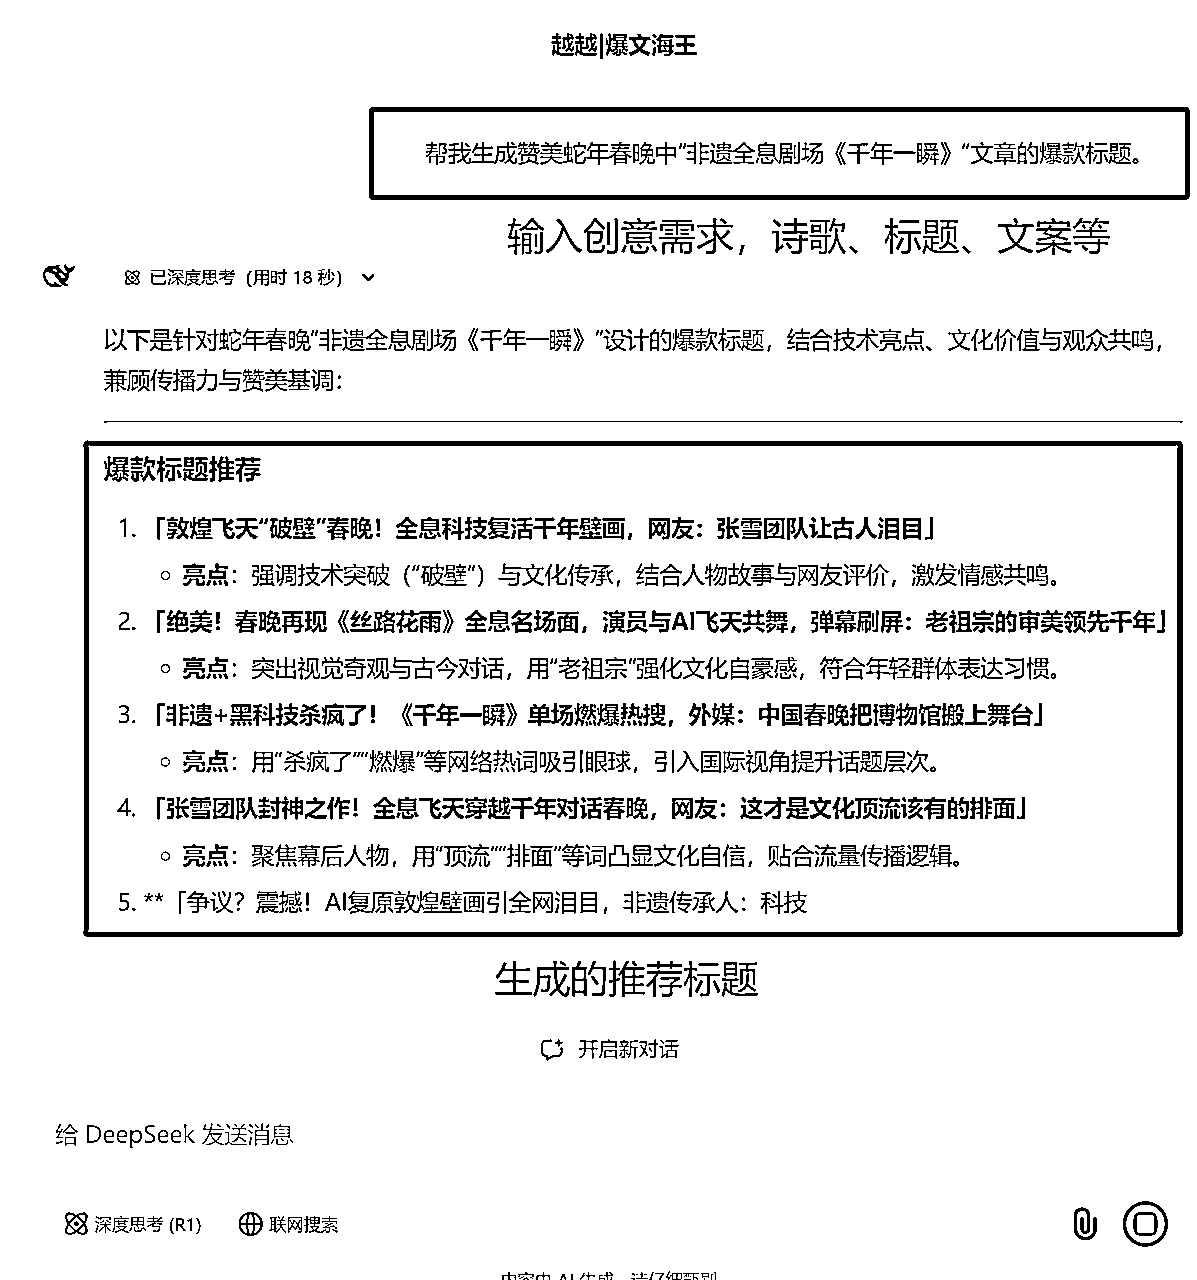 越越|爆文海王
帮我生成赞美蛇年春晚中“非遗全息剧场《千年一瞬》”文章的爆款标题。
输入创意需求，诗歌、标题、文案等
已深度思考（用时 18 秒）
以下是针对蛇年春晚“非遗全息剧场《千年一瞬》”设计的爆款标题，结合技术亮点、文化价值与观众共鸣，
兼顾传播力与赞美基调：
爆款标题推荐
1. 「敦煌飞天“破壁”春晚！全息科技复活千年壁画，网友：张雪团队让古人泪目」
亮点：强调技术突破（“破壁”）与文化传承，结合人物故事与网友评价，激发情感共鸣。
2. 「绝美！春晚再现《丝路花雨》全息名场面，演员与AI飞天共舞，弹幕刷屏：老祖宗的审美领先千年」
亮点：突出视觉奇观与古今对话，用“老祖宗”强化文化自豪感，符合年轻群体表达习惯。
3. 「非遗+黑科技杀疯了！《千年一瞬》单场燃爆热搜，外媒：中国春晚把博物馆搬上舞台」
亮点：用“杀疯了”“燃爆”等网络热词吸引眼球，引入国际视角提升话题层次。
4. 「张雪团队封神之作！全息飞天穿越千年对话春晚，网友：这才是文化顶流该有的排面」
亮点：聚焦幕后人物，用“顶流”“排面”等词凸显文化自信，贴合流量传播逻辑。
5. **「争议？震撼！AI复原敦煌壁画引全网泪目，非遗传承人：科技
生成的推荐标题
开启新对话
给 DeepSeek 发送消息
深度思考 (R1) 联网搜索
内容由 AI 生成，请仔细甄别